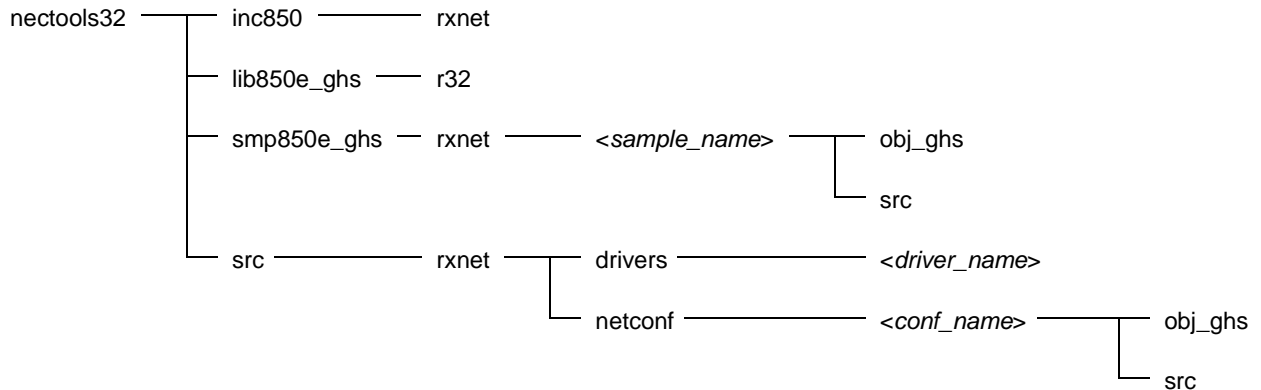 nectools32 inc850 rxnet
lib850e_ghs r32
smp850e_ghs rxnet <sample_name> obj_ghs
src
src rxnet drivers <driver_name>
netconf <conf_name> obj_ghs
src